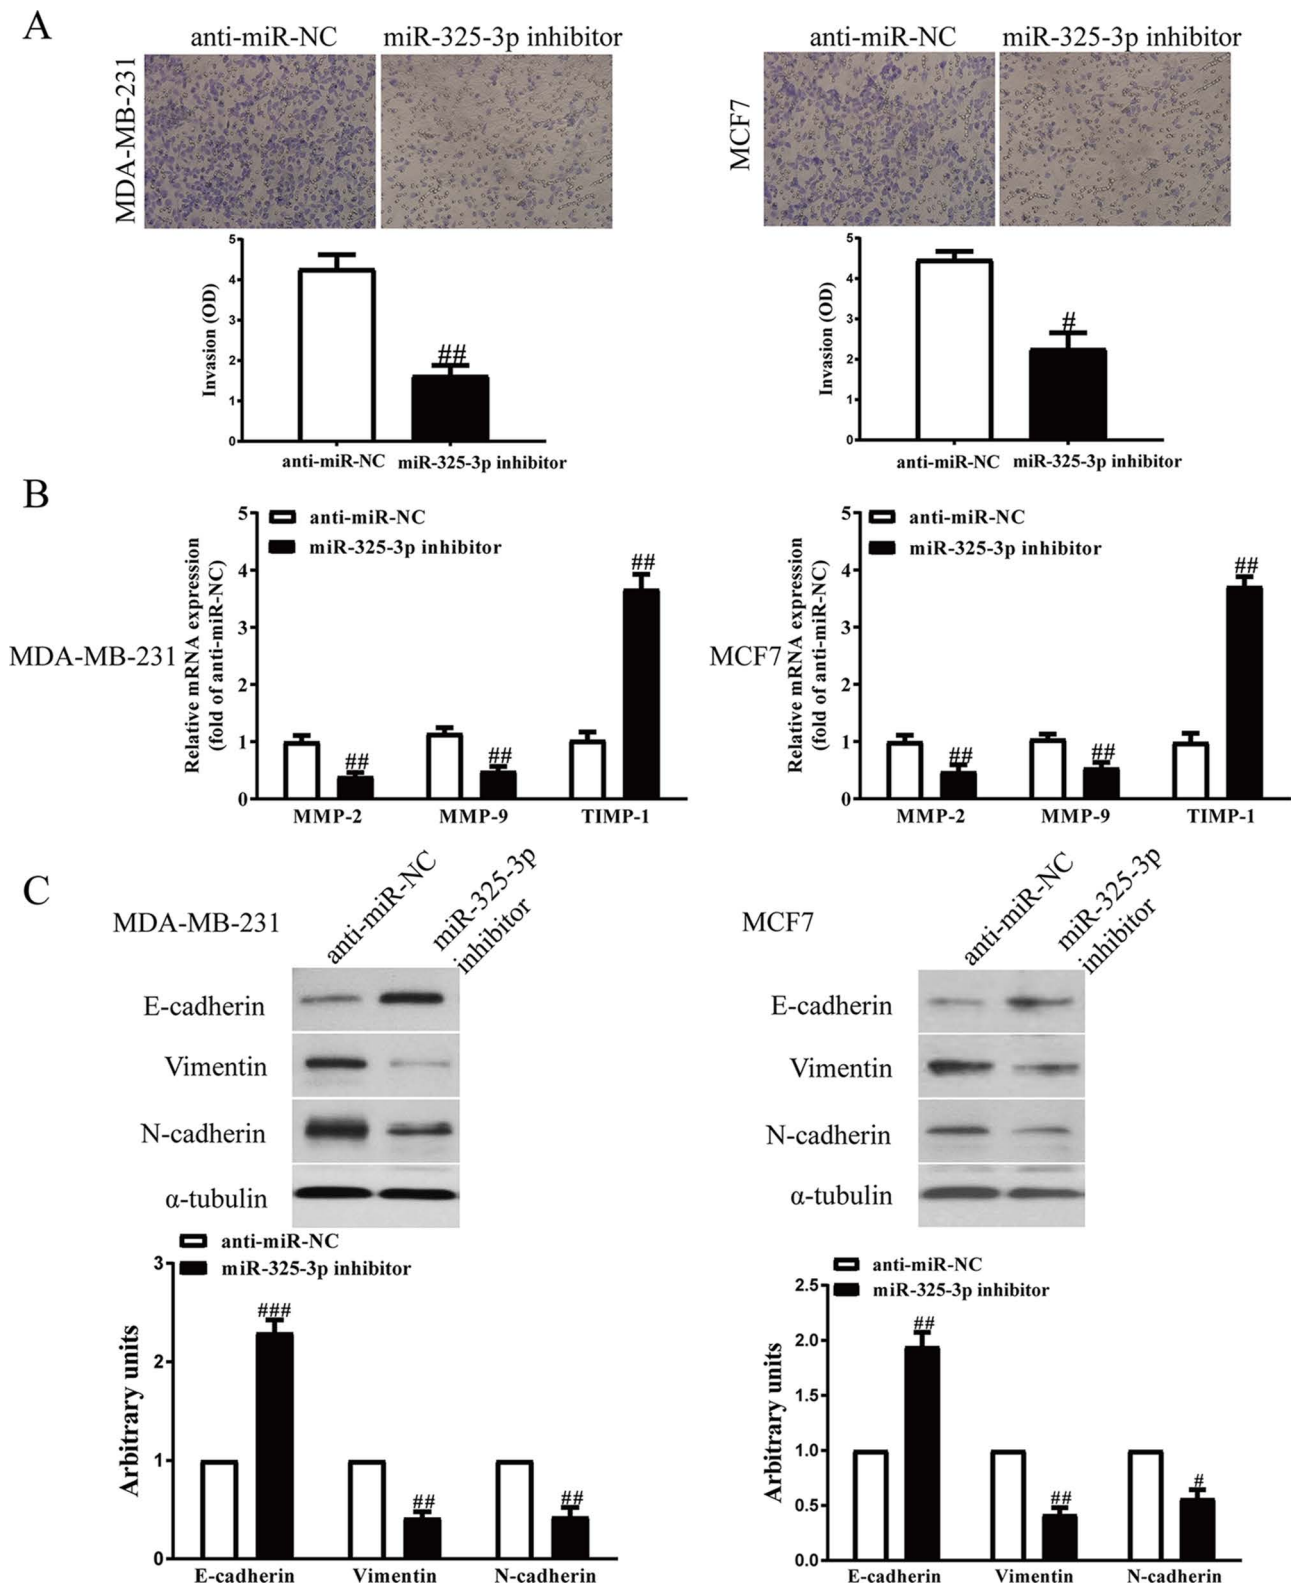 A
anti-miR-NC
miR-325-3p inhibitor
anti-miR-NC
miR-325-3p inhibitor
MDA-MB-231
MCF7
5
4
3
2
1
0
Invasion (OD)
##
anti-miR-NC
miR-325-3p inhibitor
5
4
3
2
1
0
Invasion (OD)
#
anti-miR-NC
miR-325-3p inhibitor
B
MDA-MB-231
Relative mRNA expression
(fold of anti-miR-NC)
5
4
3
2
1
0
anti-miR-NC
miR-325-3p inhibitor
##
##
##
MMP-2
MMP-9
TIMP-1
MCF7
Relative mRNA expression
(fold of anti-miR-NC)
5
4
3
2
1
0
anti-miR-NC
miR-325-3p inhibitor
##
##
##
MMP-2
MMP-9
TIMP-1
C
MDA-MB-231
anti-miR-NC
miR-325-3p
inhibitor
E-cadherin
Vimentin
N-cadherin
α-tubulin
MCF7
anti-miR-NC
miR-325-3p
inhibitor
E-cadherin
Vimentin
N-cadherin
α-tubulin
anti-miR-NC
miR-325-3p inhibitor
Arbitrary units
3
2
1
0
###
##
##
E-cadherin
Vimentin
N-cadherin
anti-miR-NC
miR-325-3p inhibitor
Arbitrary units
2.5
2.0
1.5
1.0
0.5
0.0
##
##
#
E-cadherin
Vimentin
N-cadherin